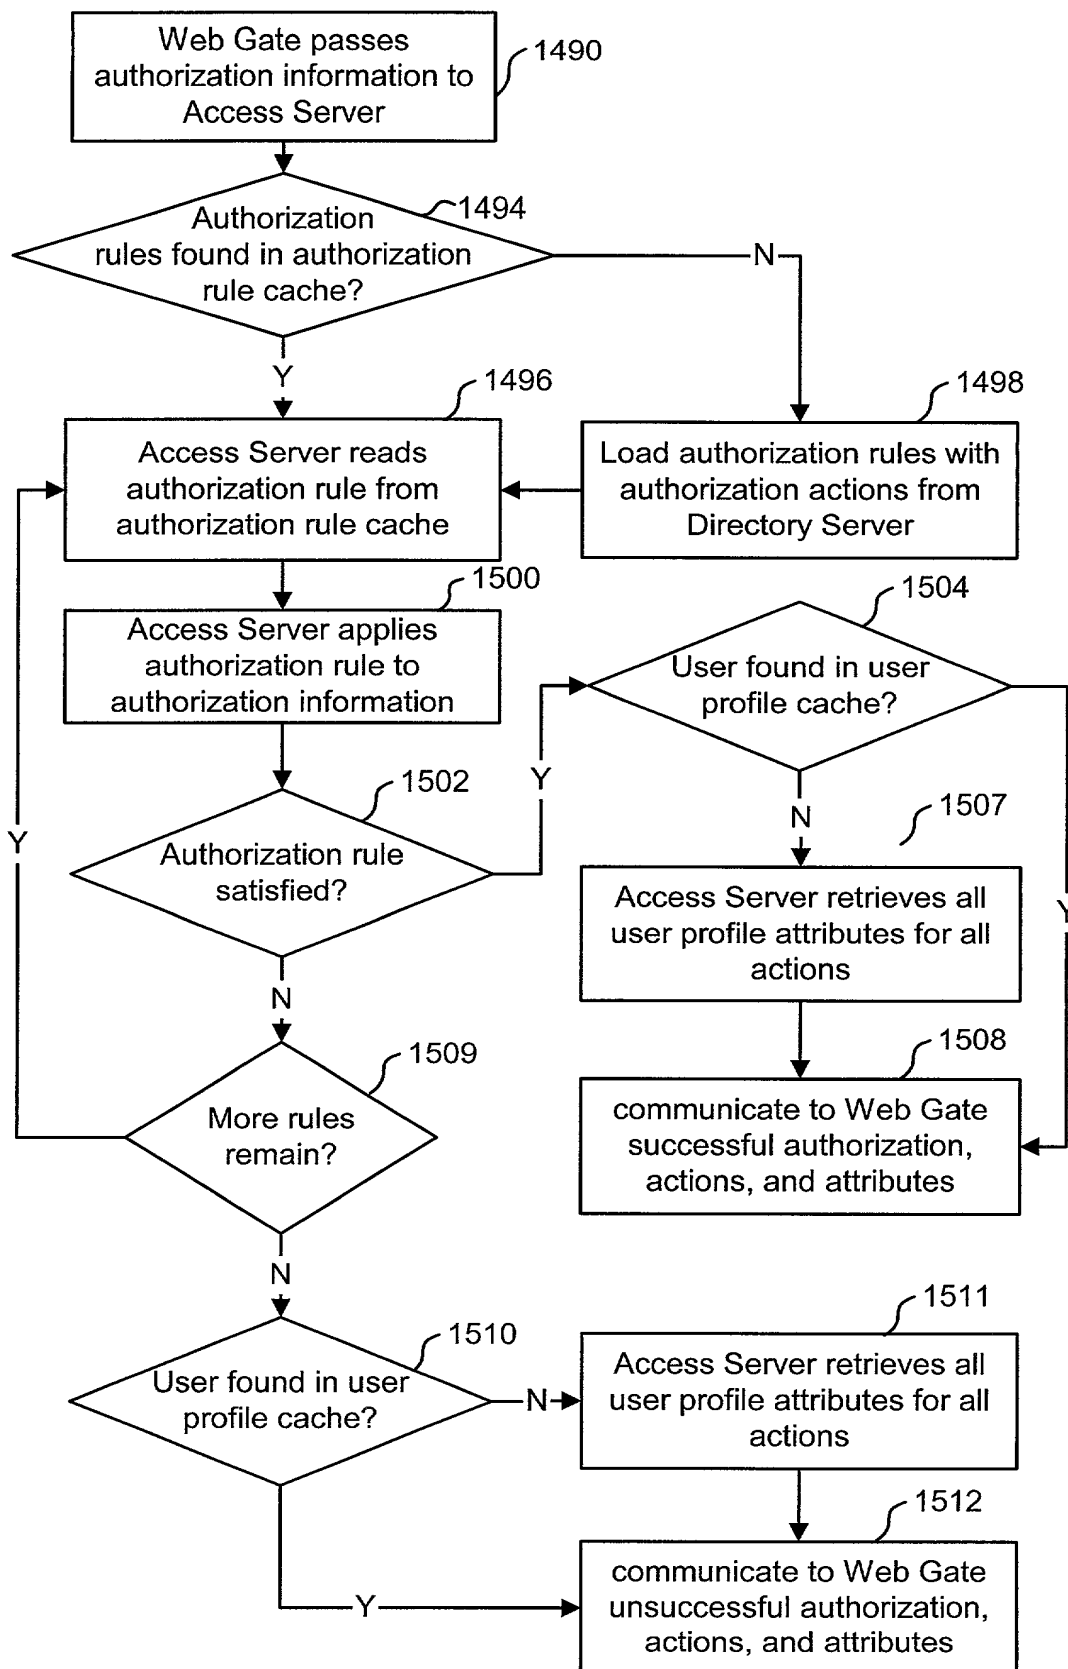 Web Gate passes
authorization information to
Access Server
1490
1494
Authorization
rules found in authorization
rule cache?
N
Y
1496
1498
Access Server reads
authorization rule from
authorization rule cache
Load authorization rules with
authorization actions from
Directory Server
1500
1504
Access Server applies
authorization rule to
authorization information
User found in user
profile cache?
Y
1502
N
1507
Y
Authorization rule
satisfied?
Access Server retrieves all
user profile attributes for all
actions
Y
N
1509
1508
More rules
remain?
communicate to Web Gate
successful authorization,
actions, and attributes
N
1511
1510
User found in user
profile cache?
N
Access Server retrieves all
user profile attributes for all
actions
1512
Y
communicate to Web Gate
unsuccessful authorization,
actions, and attributes